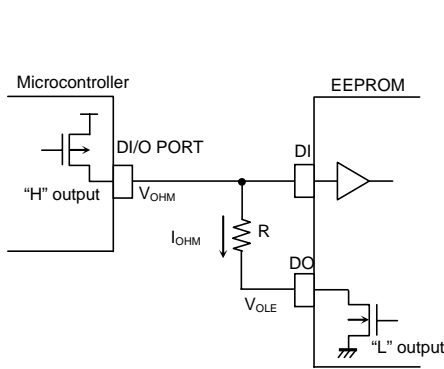 Microcontroller
EEPROM
DI/O PORT
DI
“H” output
VOHM
IOHM
R
DO
VOLE
“L” output